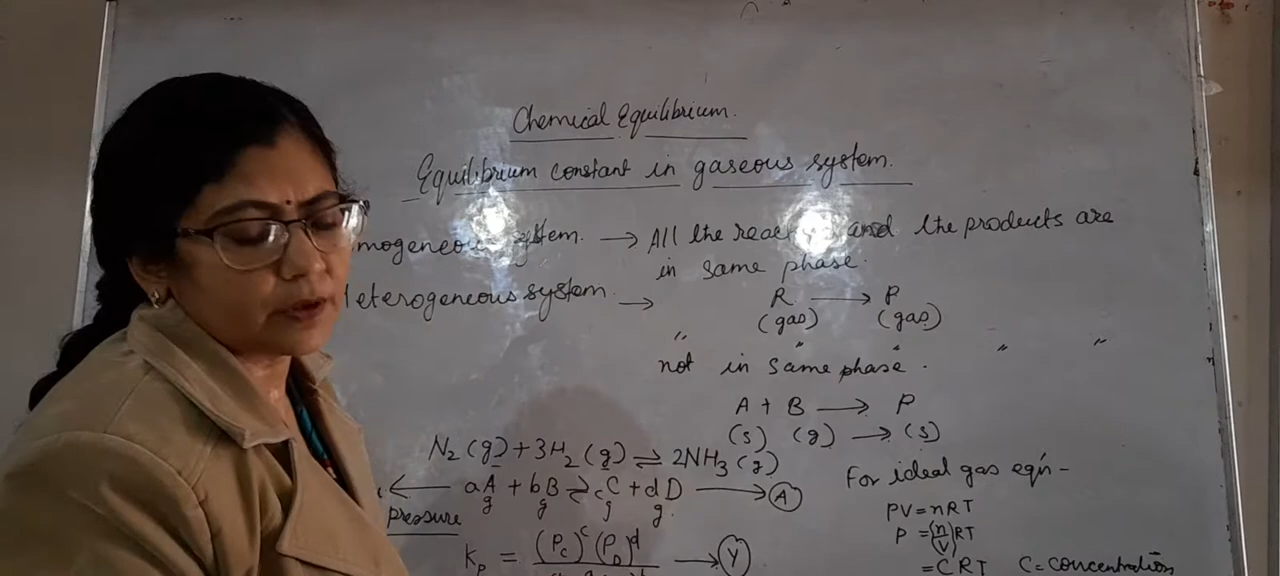 Chemical Equilibrium.
Equilibrium constant in gaseous system.
mogeneous system. → All the reac and the products are
in same phase.
eterogeneous system. →
R → P
(gas) (gas)
" " " " "
not in same phase.
A + B → P
(s) (g) → (s)
N₂ (g) + 3H₂ (g) ⇌ 2NH₃ (g)
← aA + bB ⇌ cC + dD → (A)
g g g g
pressure
Kp = (Pc)^c (PD)^d → (Y)
For ideal gas eqn -
PV = nRT
P = (n/V)RT
= CRT C = concentration